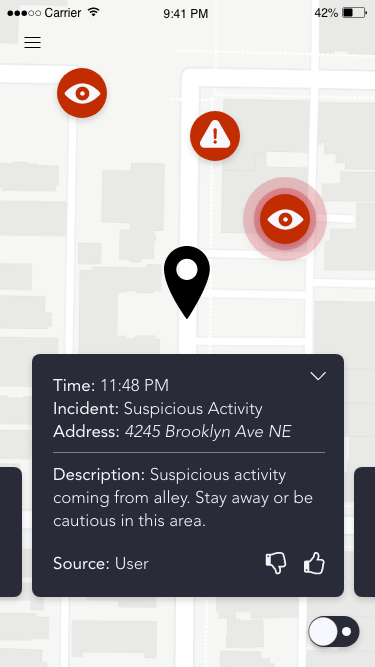 Carrier 9:41 PM 42%
Time: 11:48 PM
Incident: Suspicious Activity
Address: 4245 Brooklyn Ave NE
Description: Suspicious activity
coming from alley. Stay away or be
cautious in this area.
Source: User